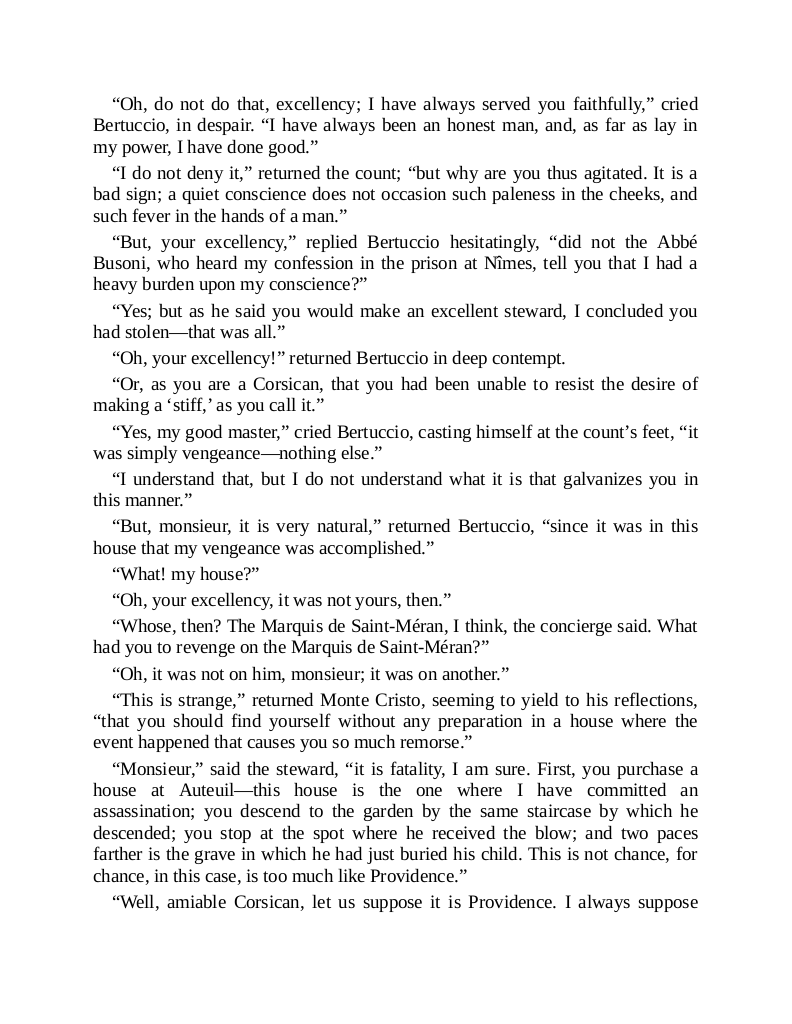 “Oh, do not do that, excellency; I have always served you faithfully,” cried
Bertuccio, in despair. “I have always been an honest man, and, as far as lay in
my power, I have done good.”
“I do not deny it,” returned the count; “but why are you thus agitated. It is a
bad sign; a quiet conscience does not occasion such paleness in the cheeks, and
such fever in the hands of a man.”
“But, your excellency,” replied Bertuccio hesitatingly, “did not the Abbé
Busoni, who heard my confession in the prison at Nîmes, tell you that I had a
heavy burden upon my conscience?”
“Yes; but as he said you would make an excellent steward, I concluded you
had stolen—that was all.”
“Oh, your excellency!” returned Bertuccio in deep contempt.
“Or, as you are a Corsican, that you had been unable to resist the desire of
making a ‘stiff,’ as you call it.”
“Yes, my good master,” cried Bertuccio, casting himself at the count’s feet, “it
was simply vengeance—nothing else.”
“I understand that, but I do not understand what it is that galvanizes you in
this manner.”
“But, monsieur, it is very natural,” returned Bertuccio, “since it was in this
house that my vengeance was accomplished.”
“What! my house?”
“Oh, your excellency, it was not yours, then.”
“Whose, then? The Marquis de Saint-Méran, I think, the concierge said. What
had you to revenge on the Marquis de Saint-Méran?”
“Oh, it was not on him, monsieur; it was on another.”
“This is strange,” returned Monte Cristo, seeming to yield to his reflections,
“that you should find yourself without any preparation in a house where the
event happened that causes you so much remorse.”
“Monsieur,” said the steward, “it is fatality, I am sure. First, you purchase a
house at Auteuil—this house is the one where I have committed an
assassination; you descend to the garden by the same staircase by which he
descended; you stop at the spot where he received the blow; and two paces
farther is the grave in which he had just buried his child. This is not chance, for
chance, in this case, is too much like Providence.”
“Well, amiable Corsican, let us suppose it is Providence. I always suppose